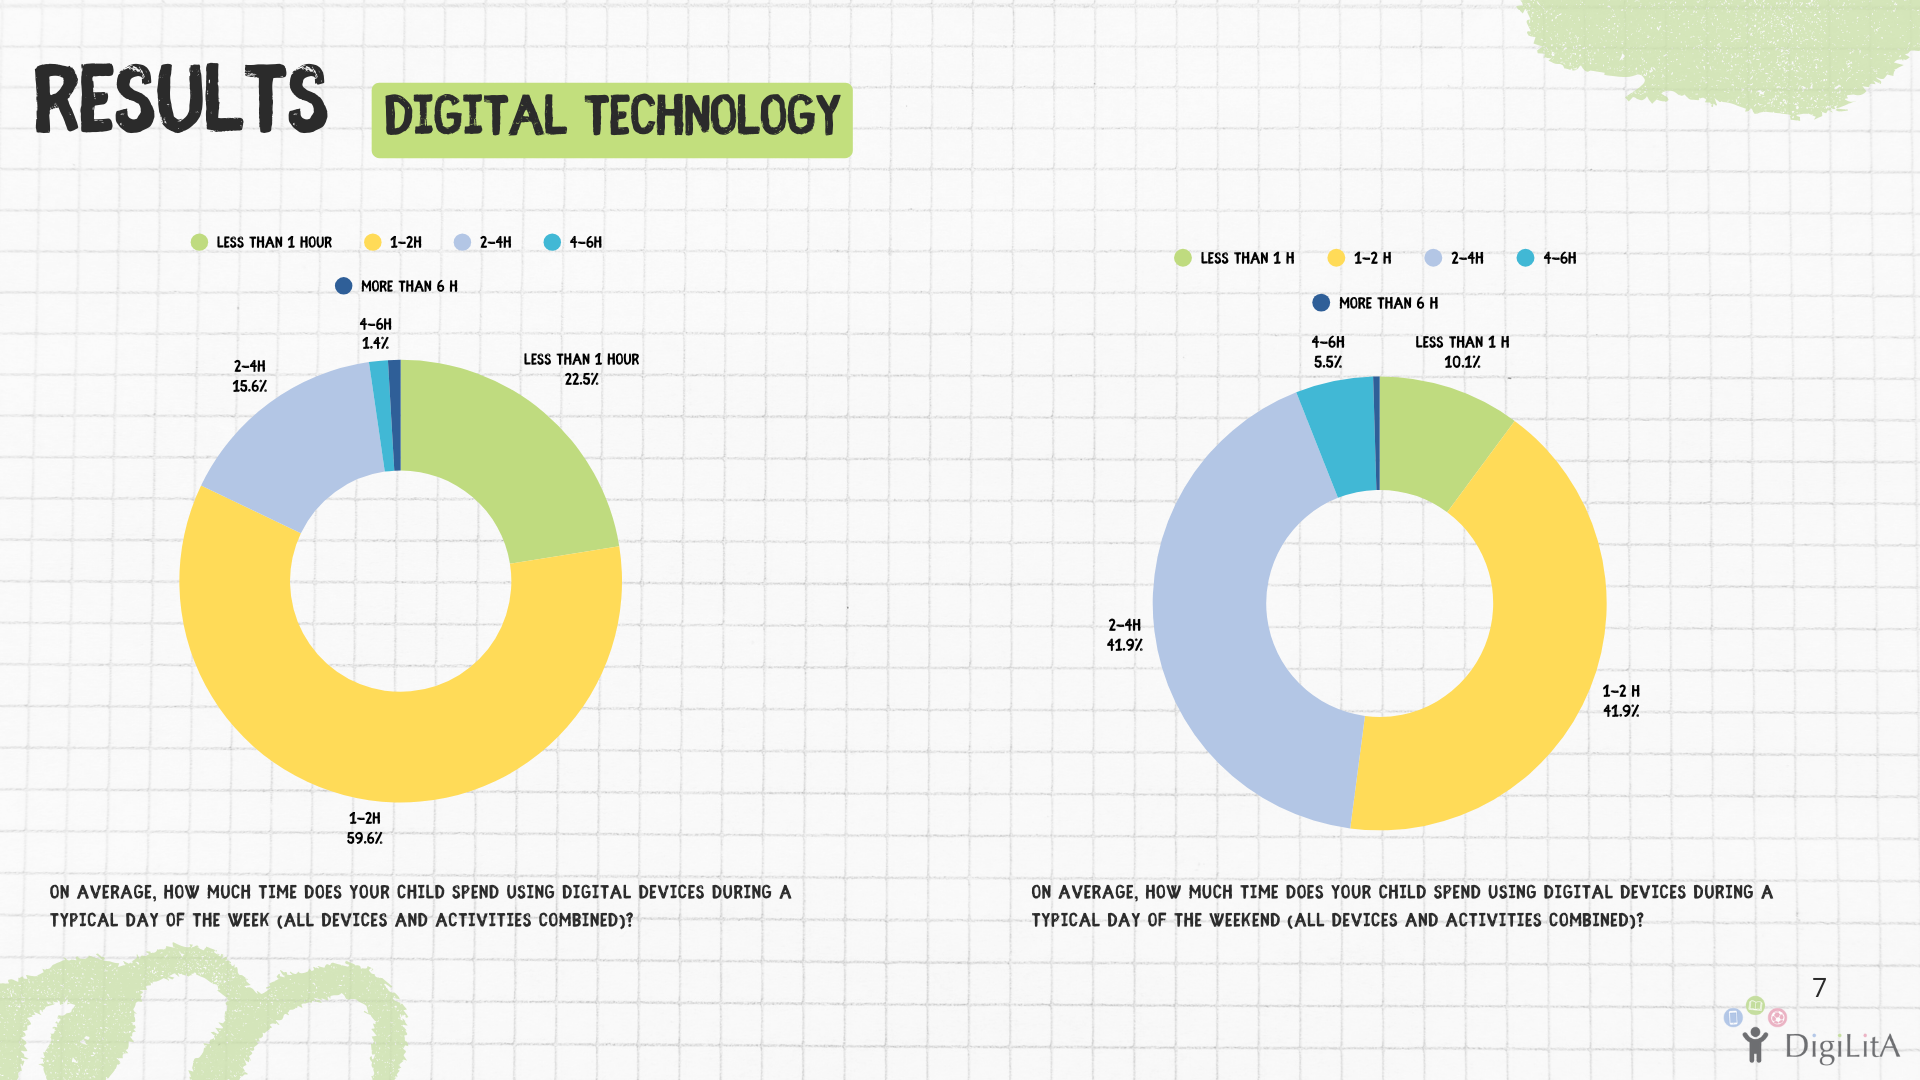 RESULTS
DIGITAL TECHNOLOGY
LESS THAN 1 HOUR
1-2H
2-4H
4-6H
MORE THAN 6 H
4-6H
1.4%
2-4H
15.6%
LESS THAN 1 HOUR
22.5%
1-2H
59.6%
ON AVERAGE, HOW MUCH TIME DOES YOUR CHILD SPEND USING DIGITAL DEVICES DURING A
TYPICAL DAY OF THE WEEK (ALL DEVICES AND ACTIVITIES COMBINED)?
LESS THAN 1 H
1-2 H
2-4H
4-6H
MORE THAN 6 H
4-6H
5.5%
LESS THAN 1 H
10.1%
2-4H
41.9%
1-2 H
41.9%
ON AVERAGE, HOW MUCH TIME DOES YOUR CHILD SPEND USING DIGITAL DEVICES DURING A
TYPICAL DAY OF THE WEEKEND (ALL DEVICES AND ACTIVITIES COMBINED)?
7
DigiLitA